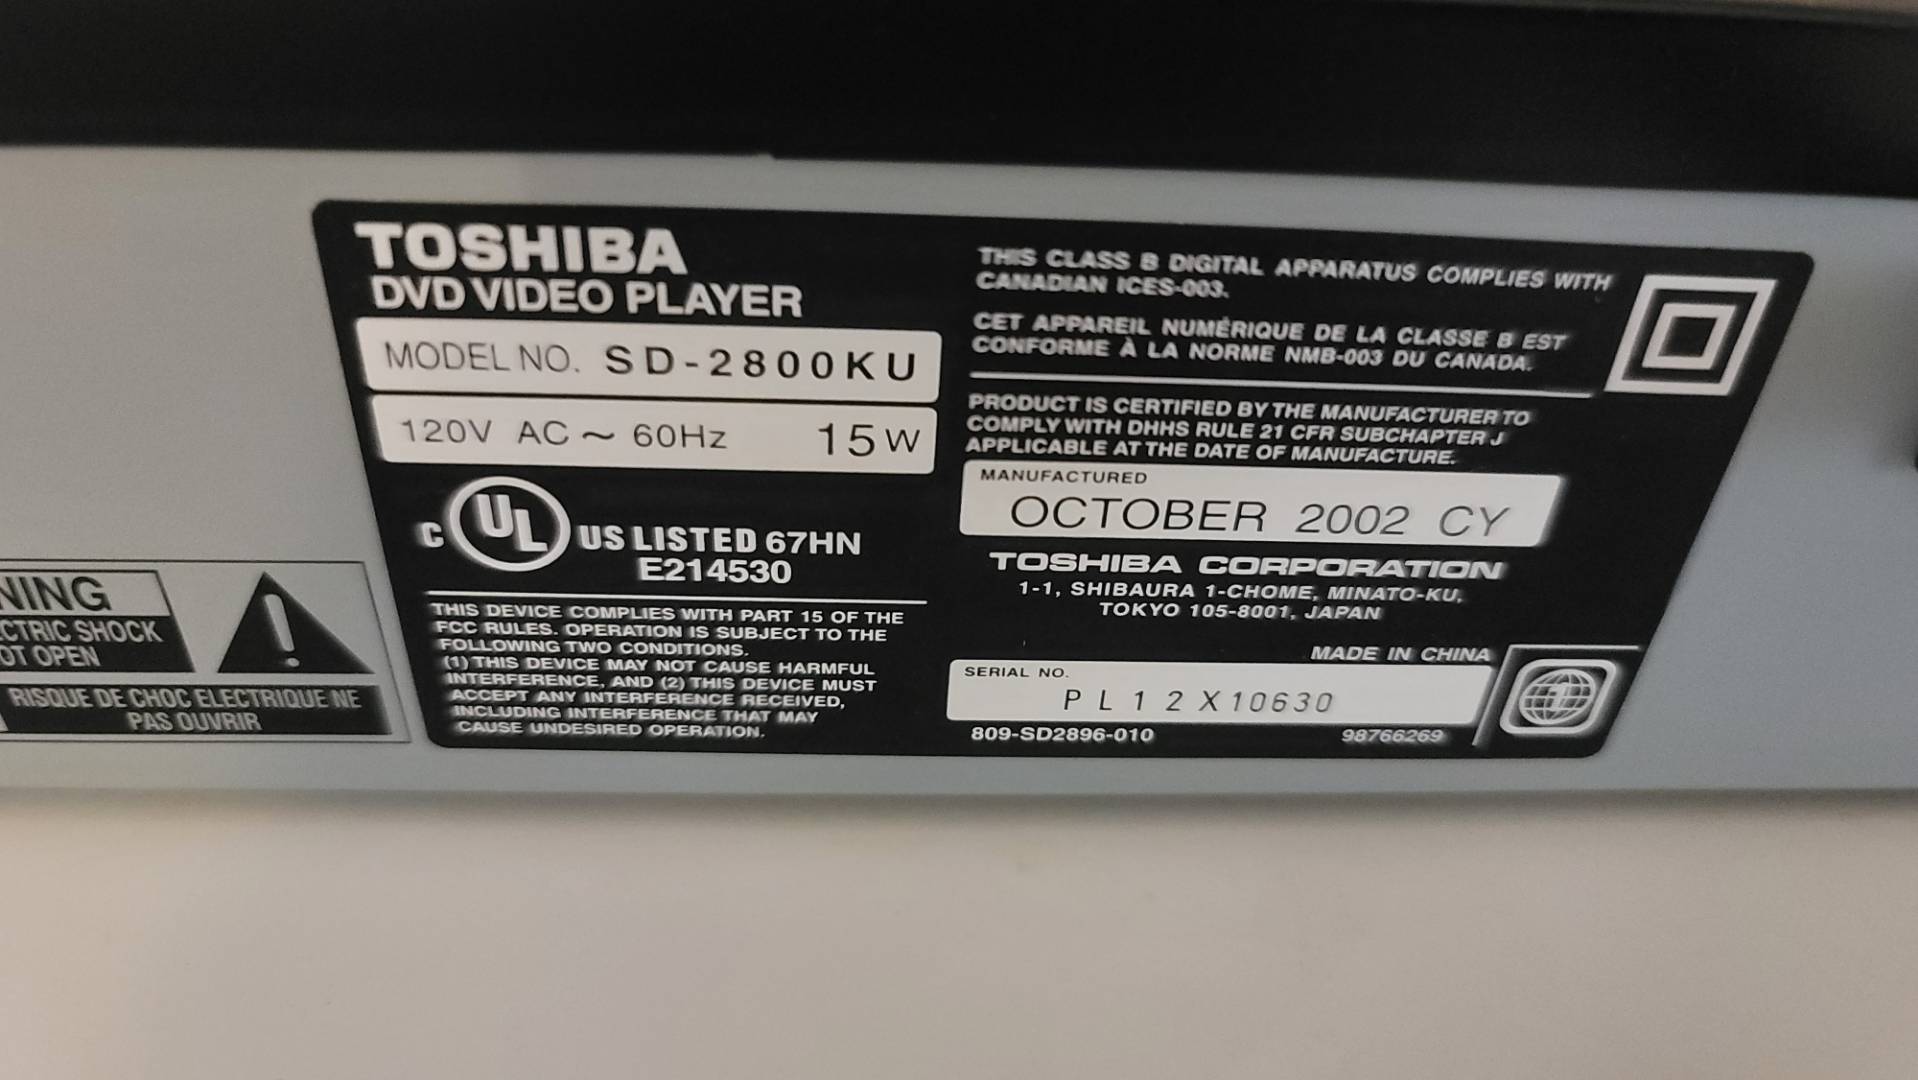 TOSHIBA
DVD VIDEO PLAYER
MODEL NO. SD-2800KU
120V AC ~ 60Hz 15W
C UL US LISTED 67HN
E214530
THIS DEVICE COMPLIES WITH PART 15 OF THE
FCC RULES. OPERATION IS SUBJECT TO THE
FOLLOWING TWO CONDITIONS.
(1) THIS DEVICE MAY NOT CAUSE HARMFUL
INTERFERENCE, AND (2) THIS DEVICE MUST
ACCEPT ANY INTERFERENCE RECEIVED,
INCLUDING INTERFERENCE THAT MAY
CAUSE UNDESIRED OPERATION.
THIS CLASS B DIGITAL APPARATUS COMPLIES WITH
CANADIAN ICES-003.
CET APPAREIL NUMÉRIQUE DE LA CLASSE B EST
CONFORME À LA NORME NMB-003 DU CANADA.
PRODUCT IS CERTIFIED BY THE MANUFACTURER TO
COMPLY WITH DHHS RULE 21 CFR SUBCHAPTER J
APPLICABLE AT THE DATE OF MANUFACTURE.
MANUFACTURED
OCTOBER 2002 CY
TOSHIBA CORPORATION
1-1, SHIBAURA 1-CHOME, MINATO-KU,
TOKYO 105-8001, JAPAN
MADE IN CHINA
SERIAL NO.
PL12X10630
1
809-SD2896-010 98766269
NING
CTRIC SHOCK
OT OPEN
RISQUE DE CHOC ELECTRIQUE NE
PAS OUVRIR